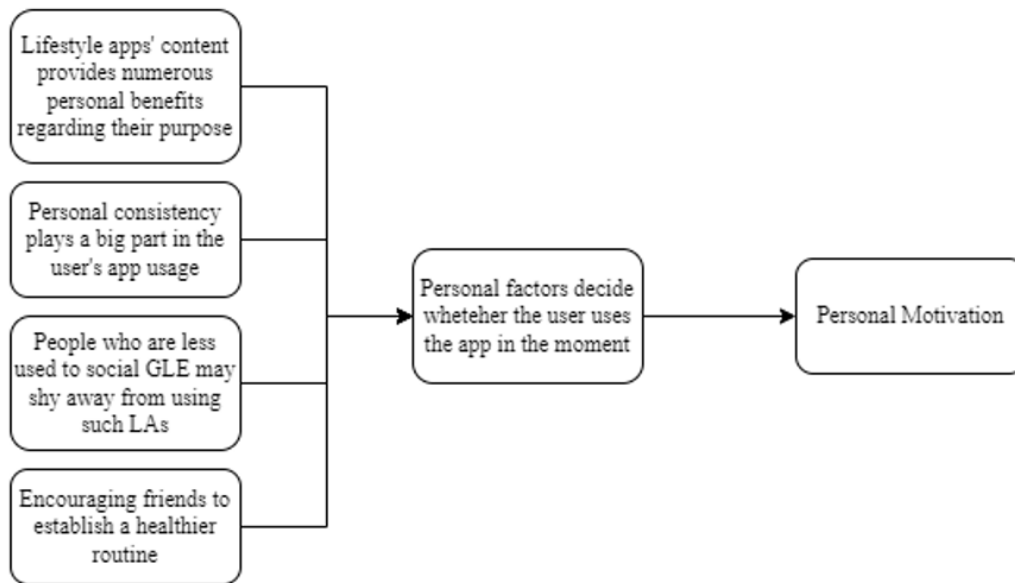 Lifestyle apps' content
provides numerous
personal benefits
regarding their purpose
Personal consistency
plays a big part in the
user's app usage
People who are less
used to social GLE may
shy away from using
such LAs
Encouraging friends to
establish a healthier
routine
Personal factors decide
wheteher the user uses
the app in the moment
Personal Motivation